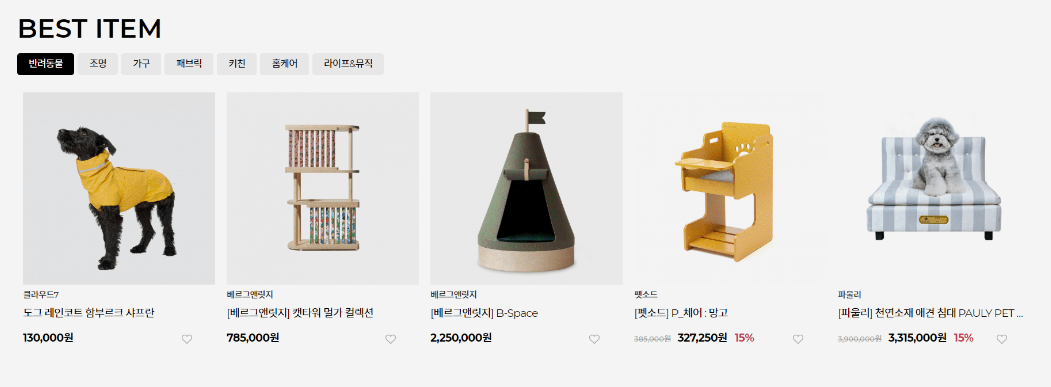 BEST ITEM
반려동물 조명 가구 패브릭 키친 홈케어 라이프&뮤직
클라우드7
도그 레인코트 함부르크 샤프란
130,000원
베르그앤릿지
[베르그앤릿지] 캣타워 멀가 컬렉션
785,000원
베르그앤릿지
[베르그앤릿지] B-Space
2,250,000원
펫소드
[펫소드] P_체어 : 망고
385,000원 327,250원 15%
파울리
[파울리] 천연소재 애견 침대 PAULY PET ...
3,900,000원 3,315,000원 15%